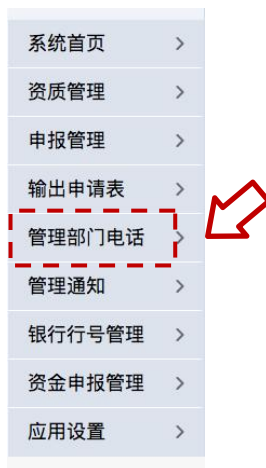 系统首页
资质管理
申报管理
输出申请表
管理部门电话
管理通知
银行行号管理
资金申报管理
应用设置